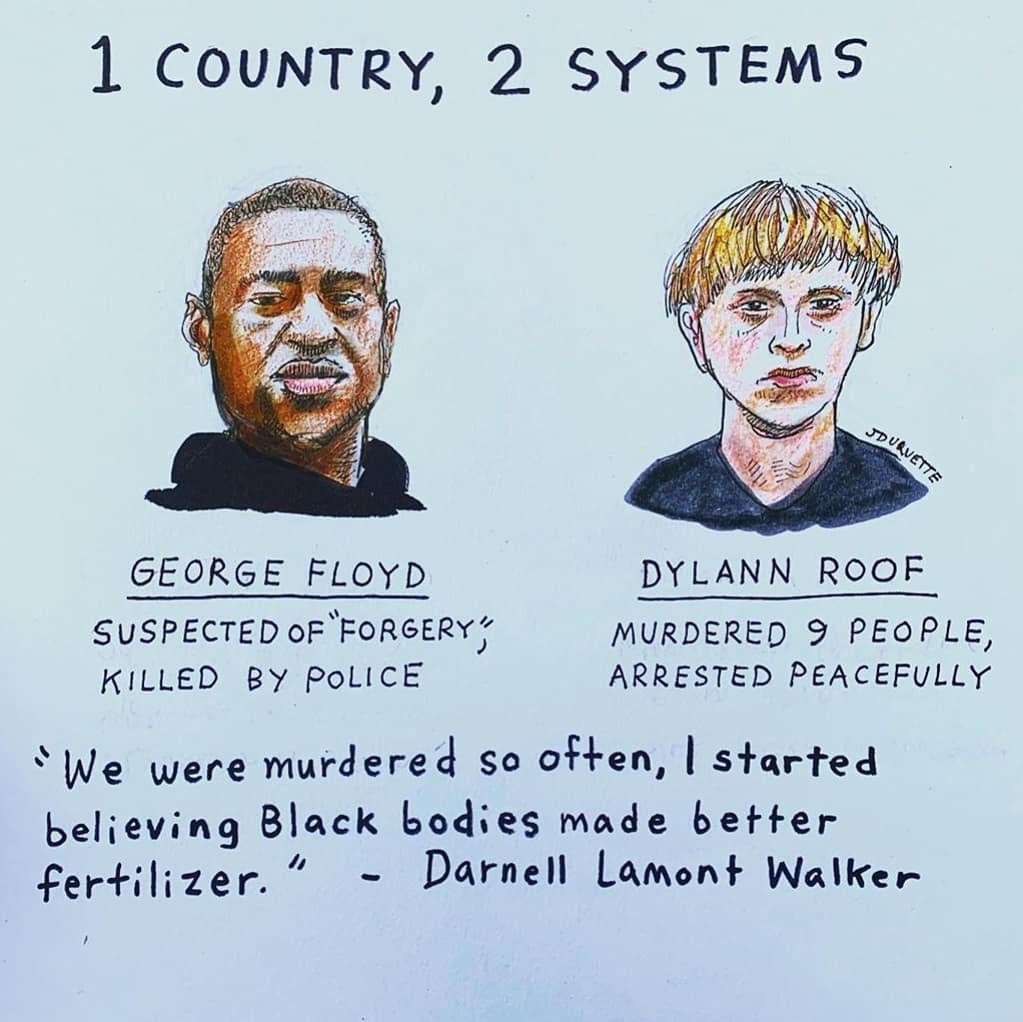 1 COUNTRY, 2 SYSTEMS
JDURVETTE
GEORGE FLOYD
SUSPECTED OF "FORGERY",
KILLED BY POLICE
DYLANN ROOF
MURDERED 9 PEOPLE,
ARRESTED PEACEFULLY
"We were murdered so often, I started
believing Black bodies made better
fertilizer." - Darnell Lamont Walker